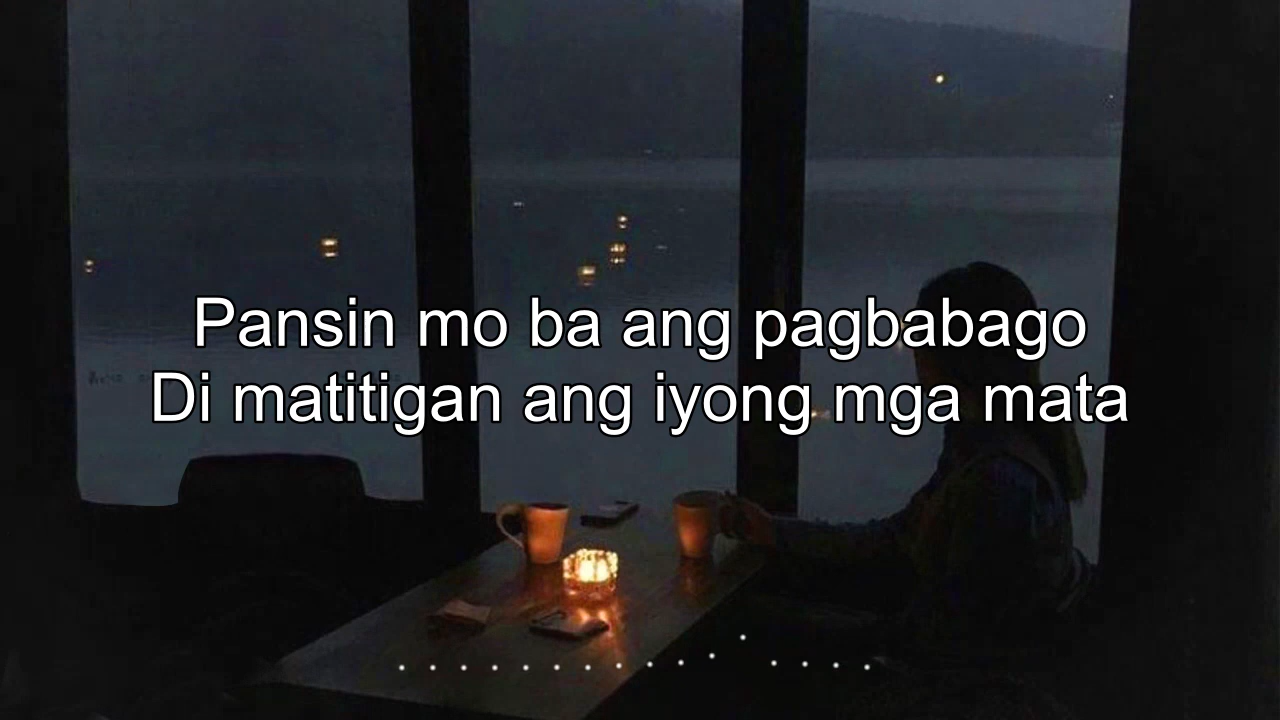 Pansin mo ba ang pagbabago
Di matitigan ang iyong mga mata